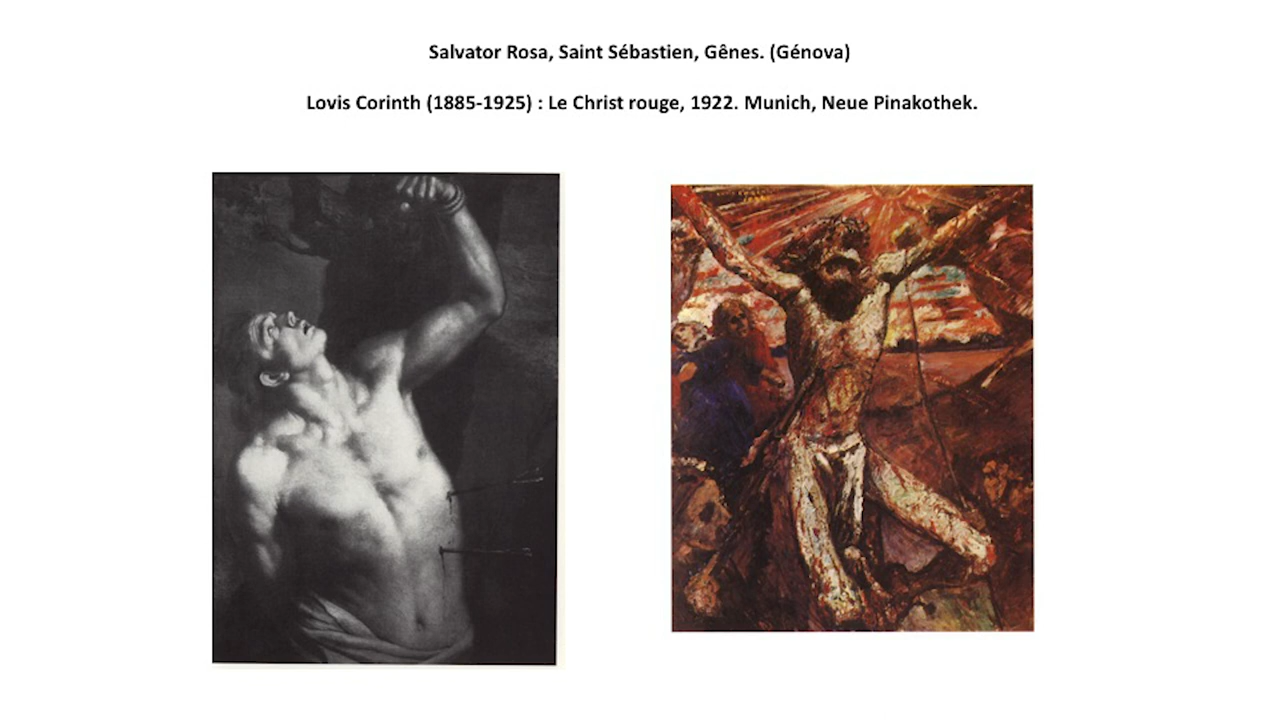 Salvator Rosa, Saint Sébastien, Gênes. (Génova)
Lovis Corinth (1885-1925) : Le Christ rouge, 1922. Munich, Neue Pinakothek.